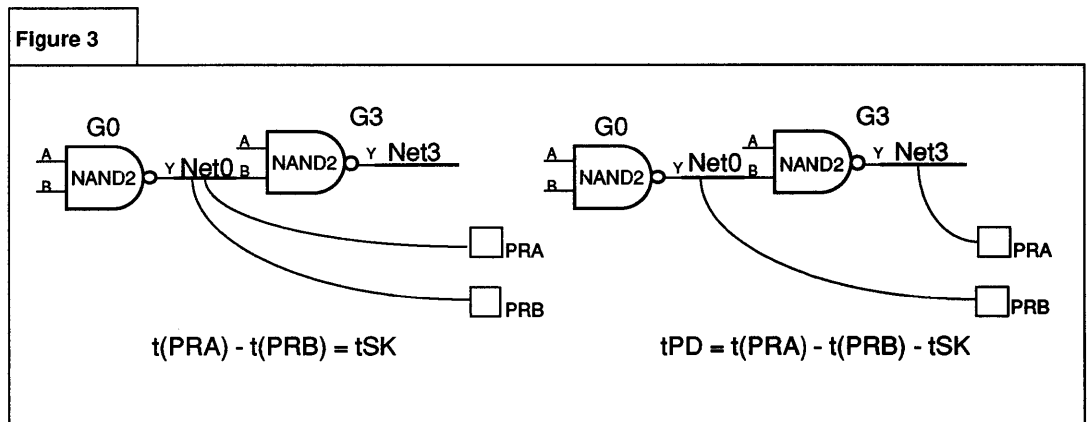 Figure 3
G0
A
B
NAND2
Y Net0
G3
A
B
NAND2
Y Net3
PRA
PRB
t(PRA) - t(PRB) = tSK
G0
A
B
NAND2
Y Net0
G3
A
B
NAND2
Y Net3
PRA
PRB
tPD = t(PRA) - t(PRB) - tSK